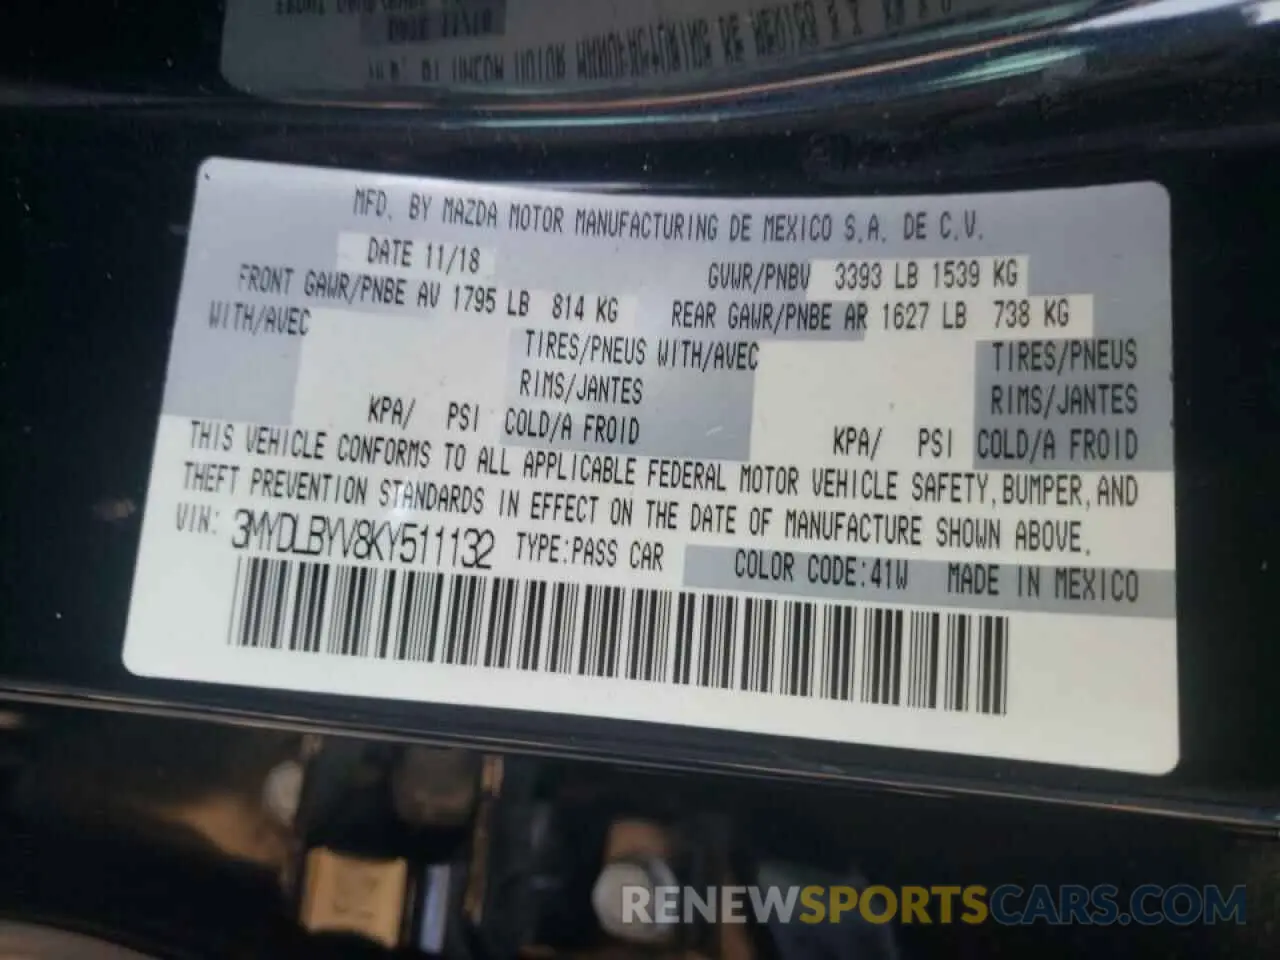 MFD. BY MAZDA MOTOR MANUFACTURING DE MEXICO S.A. DE C.V.
DATE 11/18 GVWR/PNBV 3393 LB 1539 KG
FRONT GAWR/PNBE AV 1795 LB 814 KG REAR GAWR/PNBE AR 1627 LB 738 KG
WITH/AVEC TIRES/PNEUS WITH/AVEC TIRES/PNEUS
RIMS/JANTES RIMS/JANTES
KPA/ PSI COLD/A FROID KPA/ PSI COLD/A FROID
THIS VEHICLE CONFORMS TO ALL APPLICABLE FEDERAL MOTOR VEHICLE SAFETY, BUMPER, AND
THEFT PREVENTION STANDARDS IN EFFECT ON THE DATE OF MANUFACTURE SHOWN ABOVE.
VIN: 3MYDLBYV8KY511132 TYPE:PASS CAR COLOR CODE:41W MADE IN MEXICO
RENEWSPORTSCARS.COM